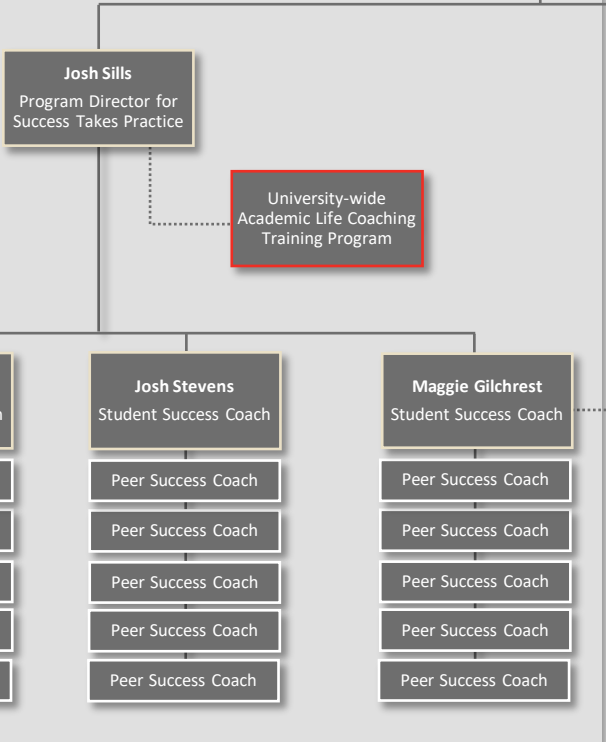 Josh Sills
Program Director for
Success Takes Practice
University-wide
Academic Life Coaching
Training Program
Josh Stevens
Student Success Coach
Peer Success Coach
Peer Success Coach
Peer Success Coach
Peer Success Coach
Peer Success Coach
Maggie Gilchrest
Student Success Coach
Peer Success Coach
Peer Success Coach
Peer Success Coach
Peer Success Coach
Peer Success Coach